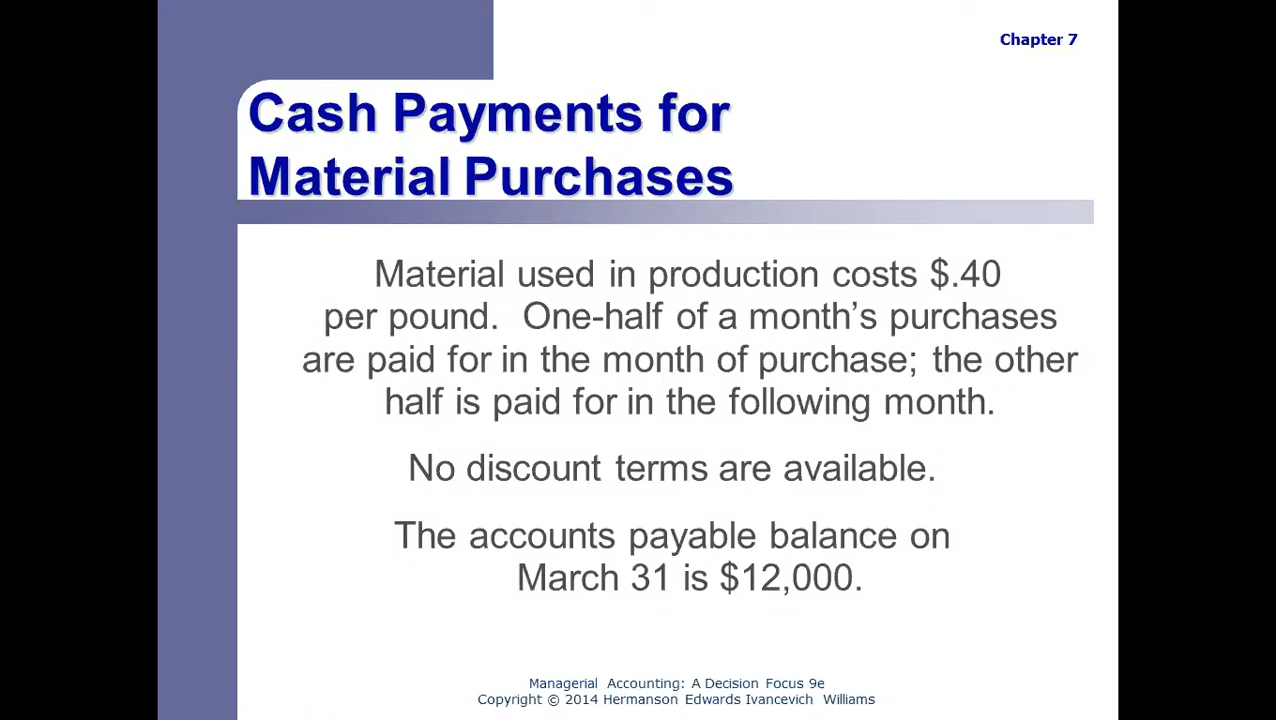 Chapter 7
Cash Payments for
Material Purchases
Material used in production costs $.40
per pound.  One-half of a month’s purchases
are paid for in the month of purchase; the other
half is paid for in the following month.
No discount terms are available.
The accounts payable balance on
March 31 is $12,000.
Managerial Accounting: A Decision Focus 9e
Copyright © 2014 Hermanson Edwards Ivancevich Williams